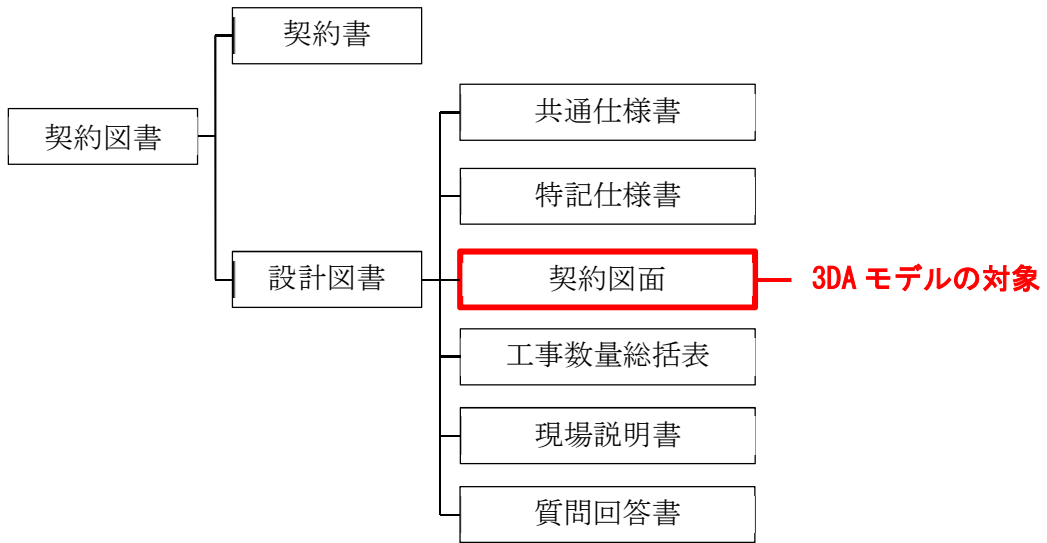 契約図書
契約書
設計図書
共通仕様書
特記仕様書
契約図面
3DA モデルの対象
工事数量総括表
現場説明書
質問回答書